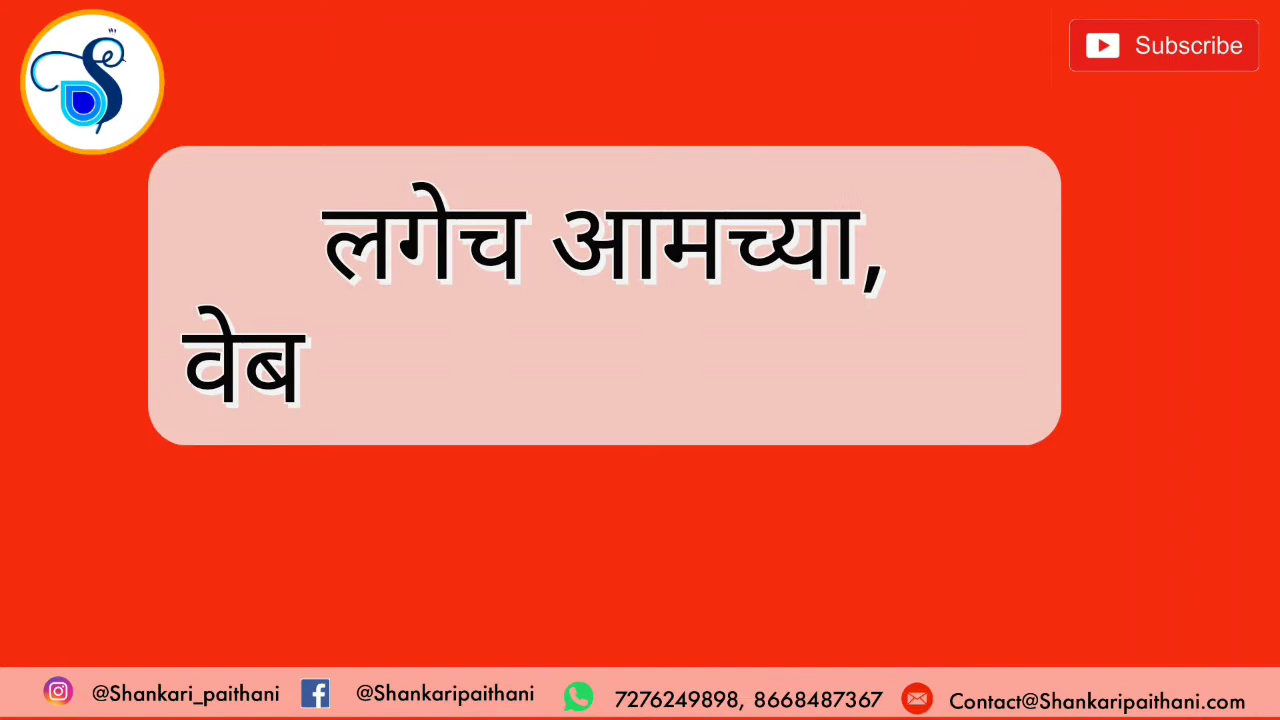 Subscribe
लगेच आमच्या,
वेब
@Shankari_paithani @Shankaripaithani 7276249898, 8668487367 Contact@Shankaripaithani.com